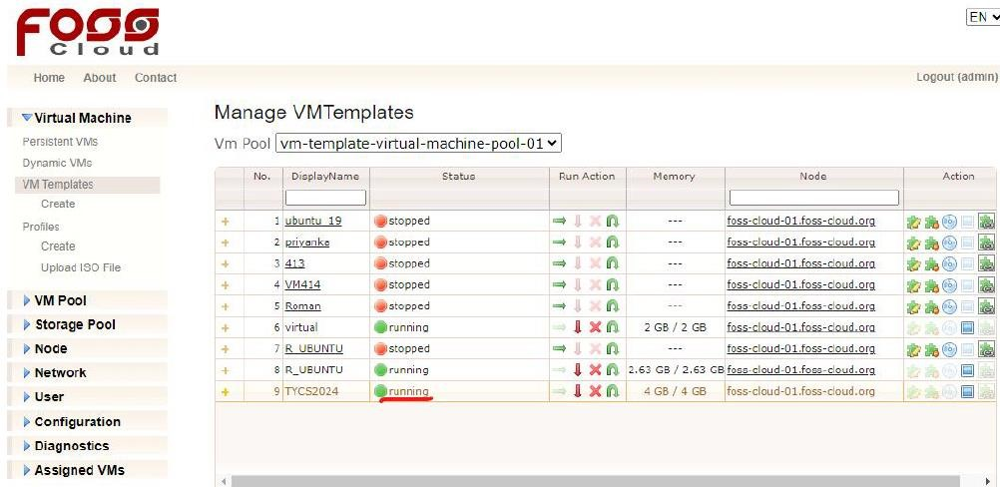 FOSS
Cloud
EN
Home About Contact
Logout (admin)
Virtual Machine
Persistent VMs
Dynamic VMs
VM Templates
Create
Profiles
Create
Upload ISO File
VM Pool
Storage Pool
Node
Network
User
Configuration
Diagnostics
Assigned VMs
Manage VMTemplates
Vm Pool vm-template-virtual-machine-pool-01
No. DisplayName Status Run Action Memory Node Action
1 ubuntu_19 stopped --- foss-cloud-01.foss-cloud.org
2 priyanka stopped --- foss-cloud-01.foss-cloud.org
3 413 stopped --- foss-cloud-01.foss-cloud.org
4 VM414 stopped --- foss-cloud-01.foss-cloud.org
5 Roman stopped --- foss-cloud-01.foss-cloud.org
6 virtual running 2 GB / 2 GB foss-cloud-01.foss-cloud.org
7 R_UBUNTU stopped --- foss-cloud-01.foss-cloud.org
8 R_UBUNTU running 2.63 GB / 2.63 GB foss-cloud-01.foss-cloud.org
9 TYCS2024 running 4 GB / 4 GB foss-cloud-01.foss-cloud.org